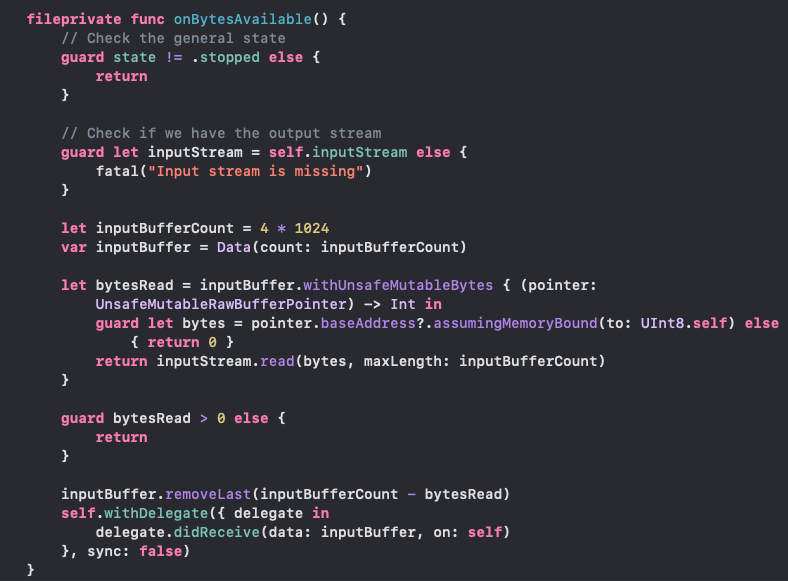 fileprivate func onBytesAvailable() {
    // Check the general state
    guard state != .stopped else {
        return
    }

    // Check if we have the output stream
    guard let inputStream = self.inputStream else {
        fatal("Input stream is missing")
    }

    let inputBufferCount = 4 * 1024
    var inputBuffer = Data(count: inputBufferCount)

    let bytesRead = inputBuffer.withUnsafeMutableBytes { (pointer:
        UnsafeMutableRawBufferPointer) -> Int in
        guard let bytes = pointer.baseAddress?.assumingMemoryBound(to: UInt8.self) else
            { return 0 }
        return inputStream.read(bytes, maxLength: inputBufferCount)
    }

    guard bytesRead > 0 else {
        return
    }

    inputBuffer.removeLast(inputBufferCount - bytesRead)
    self.withDelegate({ delegate in
        delegate.didReceive(data: inputBuffer, on: self)
    }, sync: false)
}